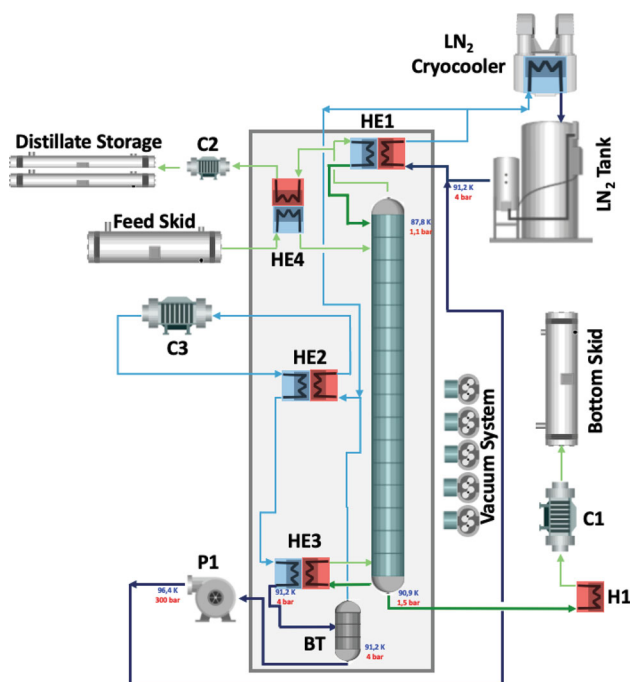 LN₂
Cryocooler
HE1
Distillate Storage
C2
LN₂ Tank
91,2 K
4 bar
Feed Skid
87,8 K
1,1 bar
HE4
C3
HE2
Bottom Skid
Vacuum System
C1
HE3
P1
96,4 K
300 bar
91,2 K
4 bar
90,9 K
1,5 bar
H1
BT
91,2 K
4 bar